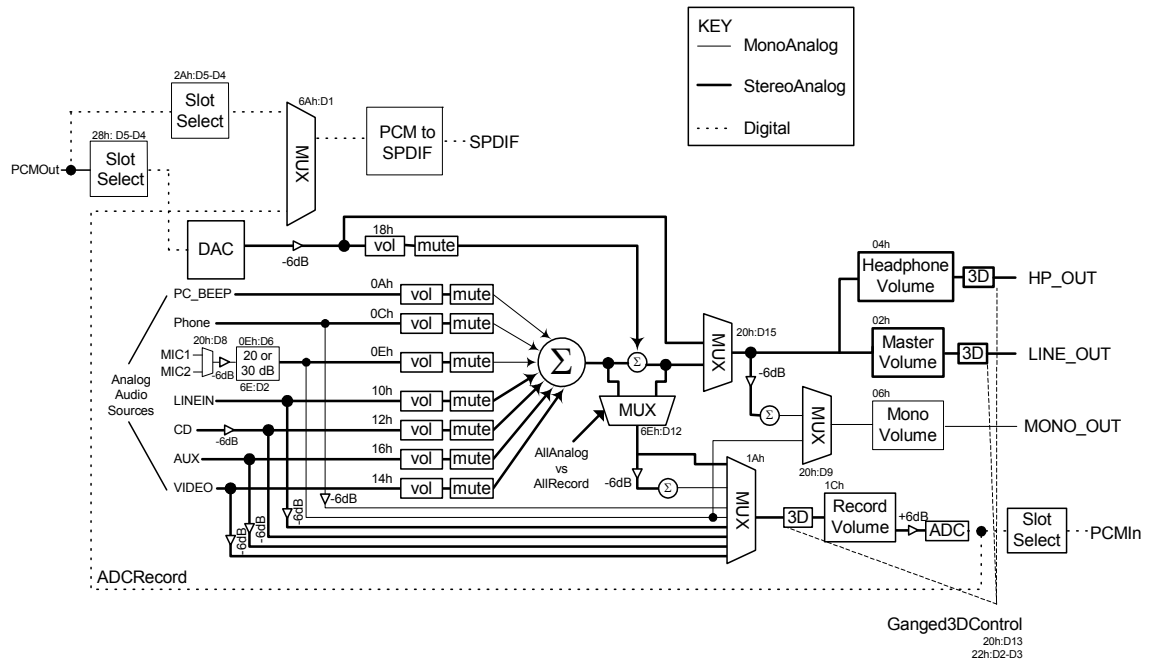 KEY
MonoAnalog
StereoAnalog
Digital
2Ah:D5-D4
Slot
Select
6Ah:D1
MUX
PCM to
SPDIF
SPDIF
28h: D5-D4
Slot
Select
PCMOut
DAC
-6dB
18h
vol
mute
PC_BEEP
0Ah
vol
mute
Phone
0Ch
vol
mute
20h:D8
0Eh:D6
MIC1
MIC2
-6dB
20 or
30 dB
6E:D2
0Eh
vol
mute
Analog
Audio
Sources
LINEIN
10h
vol
mute
CD
-6dB
12h
vol
mute
AUX
16h
vol
mute
VIDEO
14h
vol
mute
-6dB
-6dB
-6dB
-6dB
Σ
Σ
MUX
6Eh:D12
AllAnalog
vs
AllRecord
-6dB
Σ
MUX
20h:D15
-6dB
Σ
MUX
20h:D9
04h
Headphone
Volume
3D
HP_OUT
02h
Master
Volume
3D
LINE_OUT
06h
Mono
Volume
MONO_OUT
1Ah
MUX
3D
1Ch
Record
Volume
+6dB
ADC
Slot
Select
PCMIn
ADCRecord
Ganged3DControl
20h:D13
22h:D2-D3